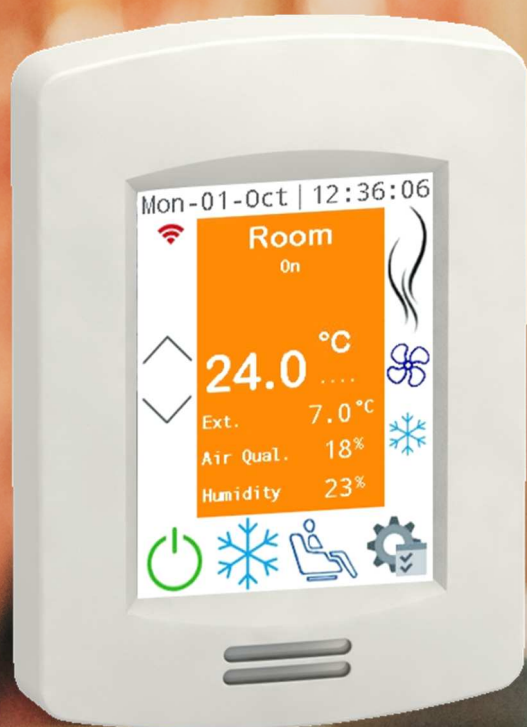 Mon-01-Oct | 12:36:06
Room
On
°C
24.0 ....
Ext. 7.0°C
Air Qual. 18%
Humidity 23%